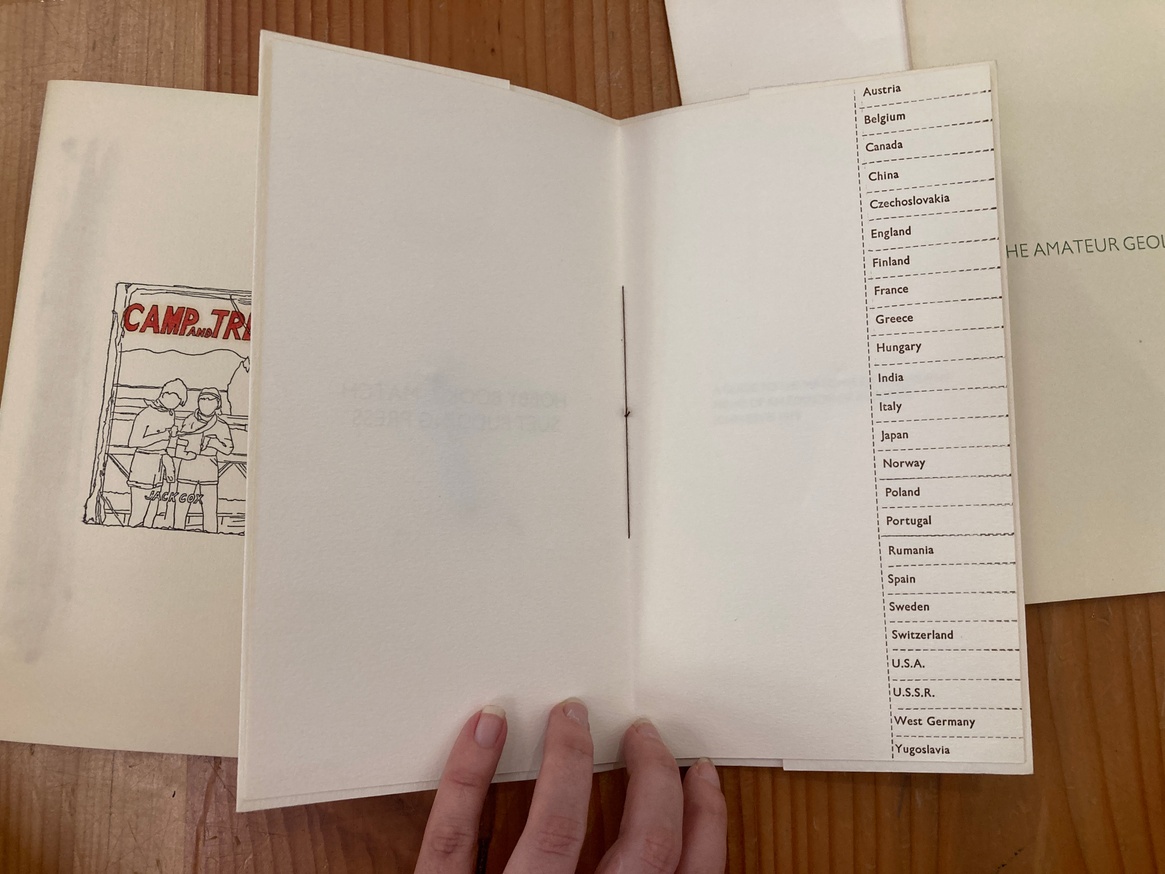 CAMP AND TR
JACK COX
Austria
Belgium
Canada
China
Czechoslovakia
England
Finland
France
Greece
Hungary
India
Italy
Japan
Norway
Poland
Portugal
Rumania
Spain
Sweden
Switzerland
U.S.A.
U.S.S.R.
West Germany
Yugoslavia
HE AMATEUR GEOL